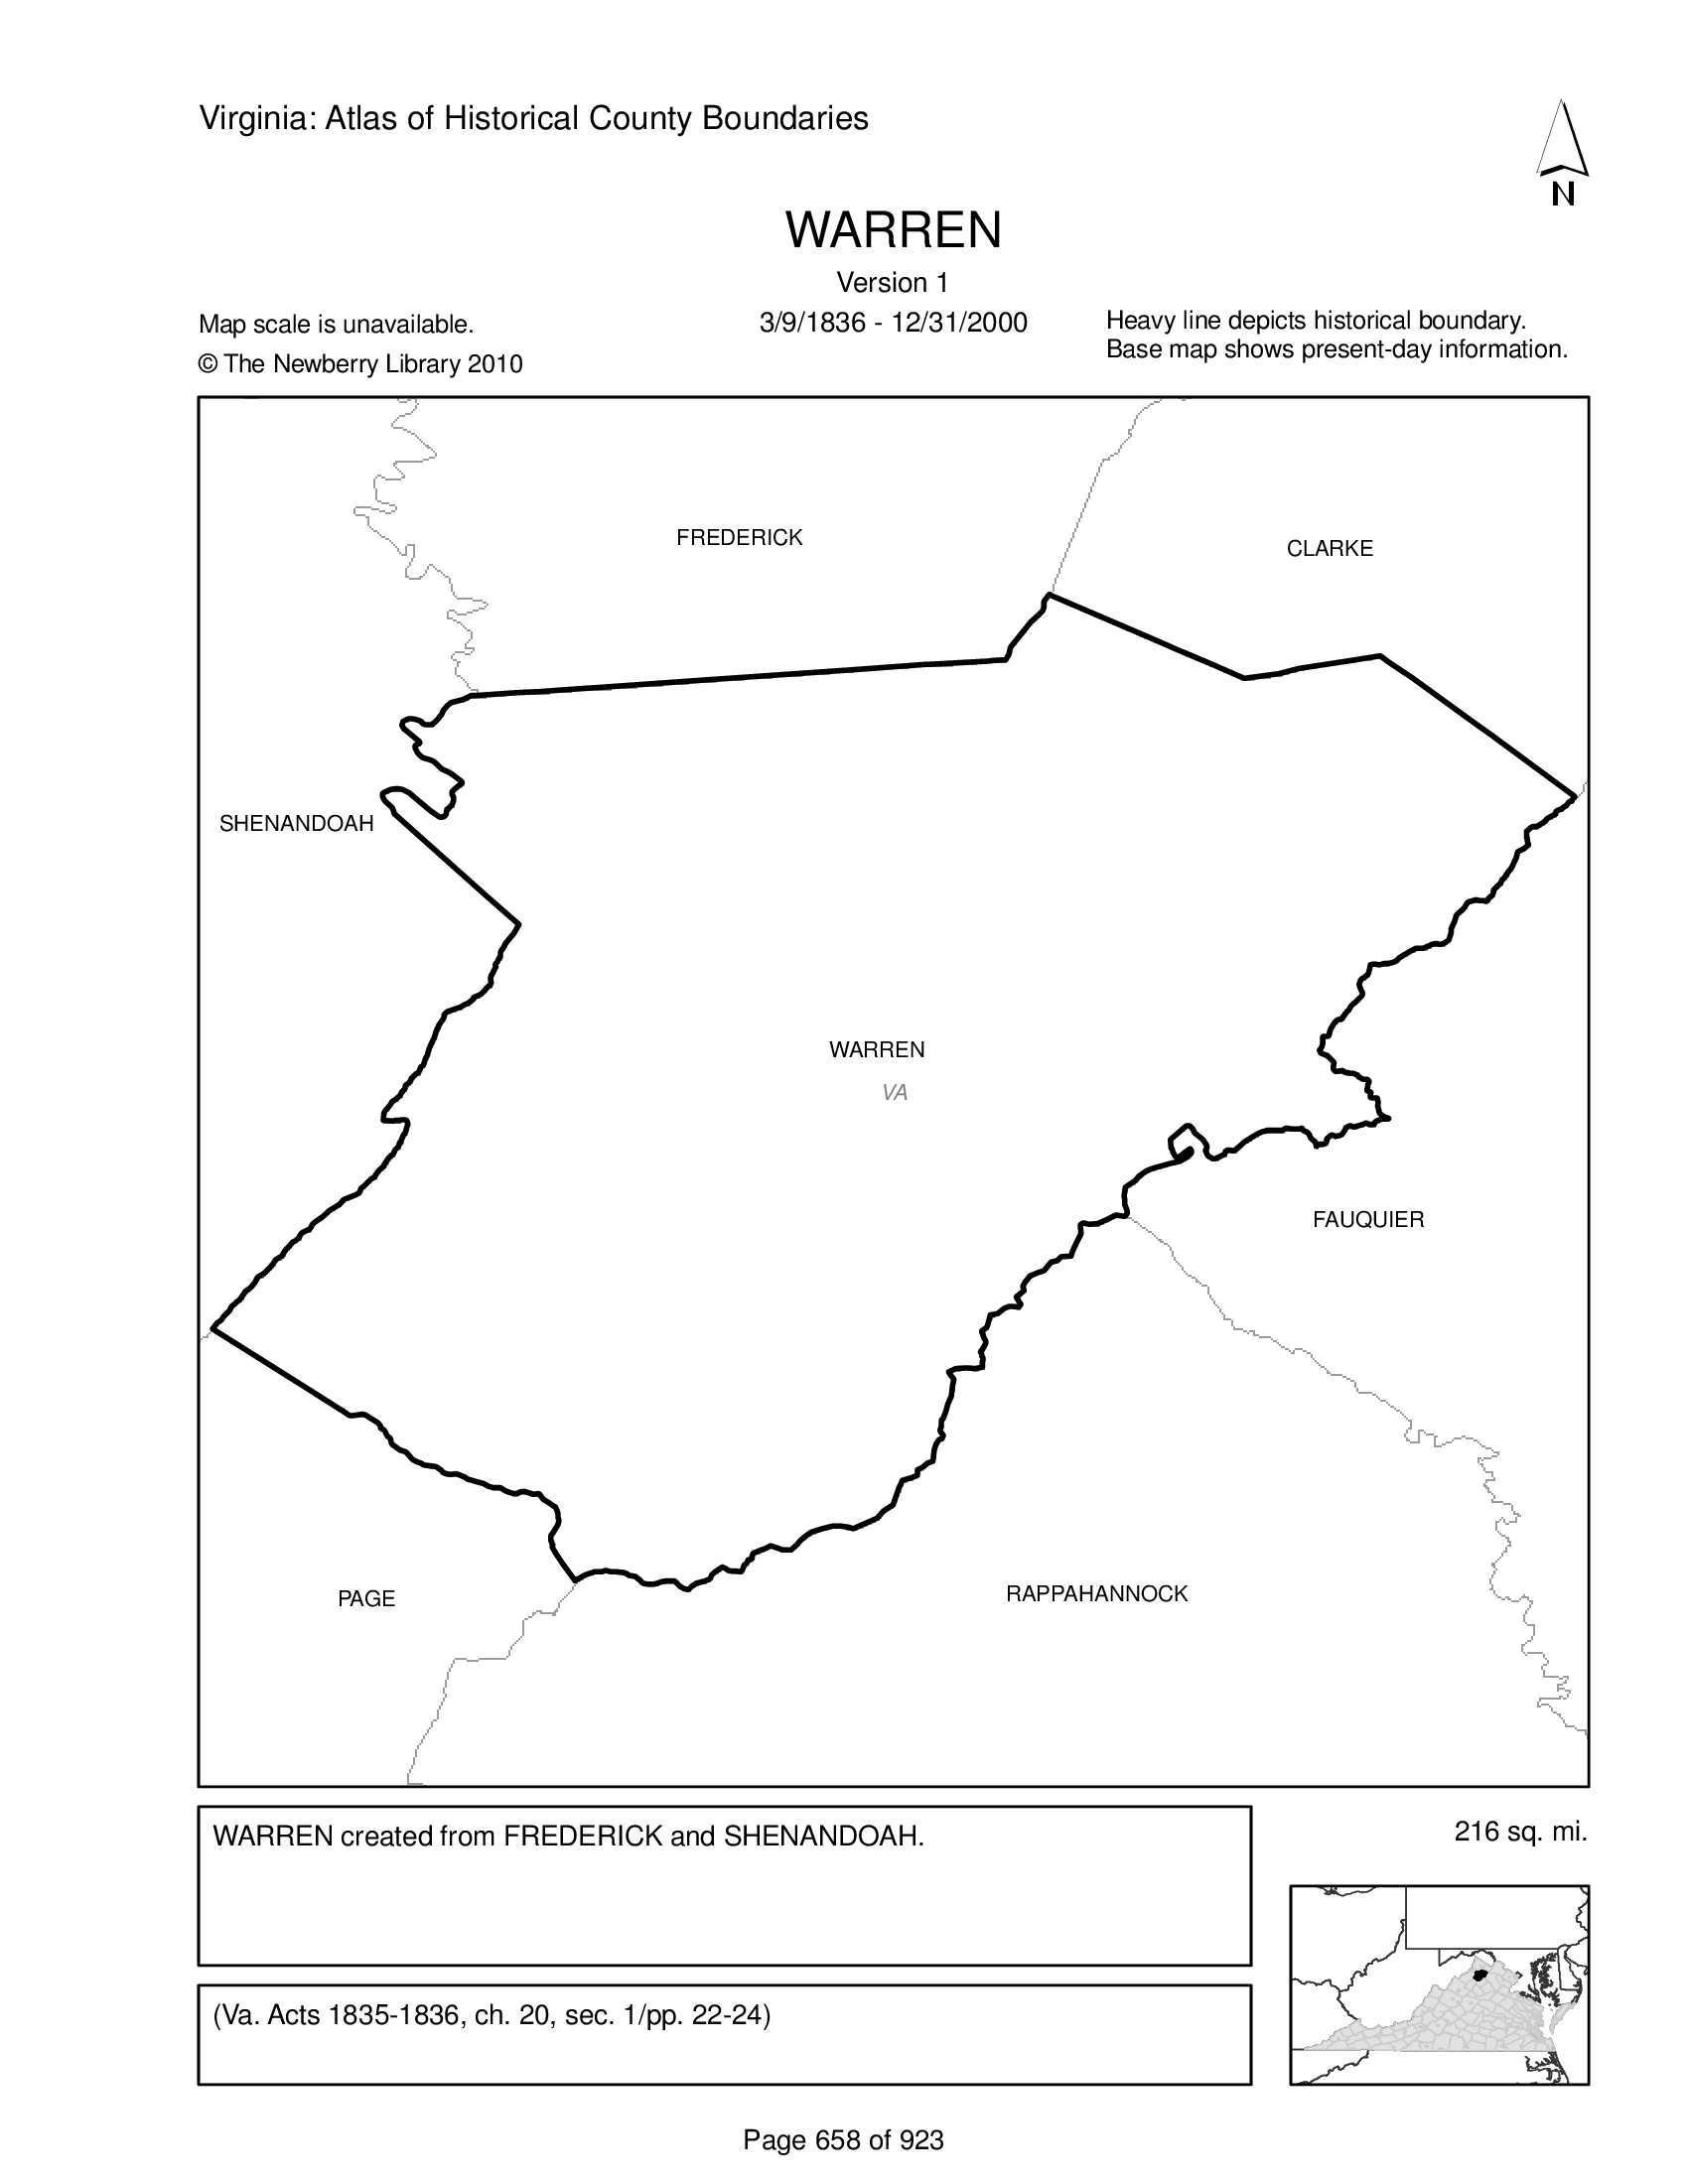 Virginia: Atlas of Historical County Boundaries
N
WARREN
Version 1
3/9/1836 - 12/31/2000
Map scale is unavailable.
© The Newberry Library 2010
Heavy line depicts historical boundary.
Base map shows present-day information.
FREDERICK
CLARKE
SHENANDOAH
WARREN
VA
FAUQUIER
PAGE
RAPPAHANNOCK
WARREN created from FREDERICK and SHENANDOAH.
216 sq. mi.
(Va. Acts 1835-1836, ch. 20, sec. 1/pp. 22-24)
Page 658 of 923